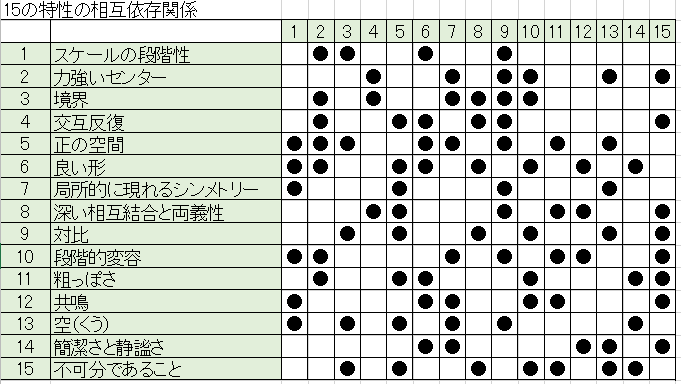 15の特性の相互依存関係
1 2 3 4 5 6 7 8 9 10 11 12 13 14 15
1 スケールの段階性
2 力強いセンター
3 境界
4 交互反復
5 正の空間
6 良い形
7 局所的に現れるシンメトリー
8 深い相互結合と両義性
9 対比
10 段階的変容
11 粗っぽさ
12 共鳴
13 空(くう)
14 簡潔さと静謐さ
15 不可分であること